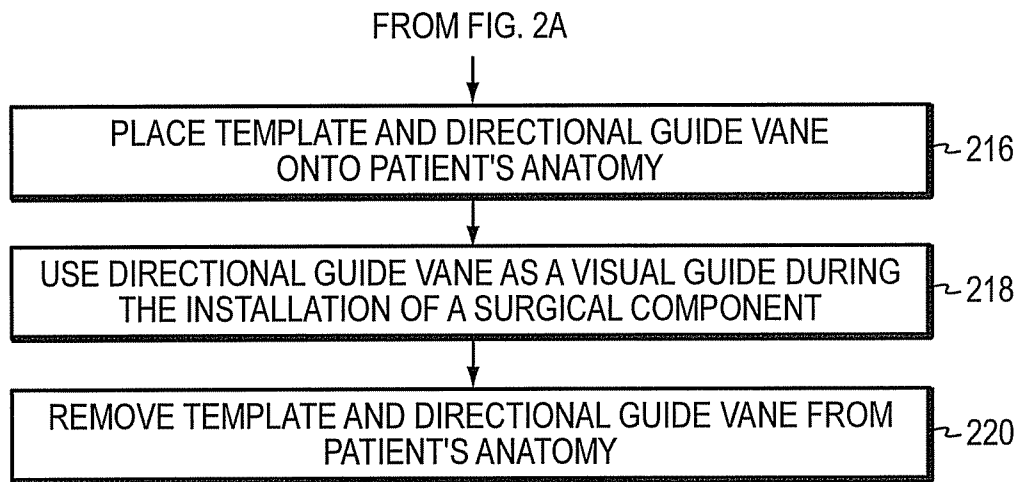 FROM FIG. 2A
PLACE TEMPLATE AND DIRECTIONAL GUIDE VANE
ONTO PATIENT'S ANATOMY
216
USE DIRECTIONAL GUIDE VANE AS A VISUAL GUIDE DURING
THE INSTALLATION OF A SURGICAL COMPONENT
218
REMOVE TEMPLATE AND DIRECTIONAL GUIDE VANE FROM
PATIENT'S ANATOMY
220